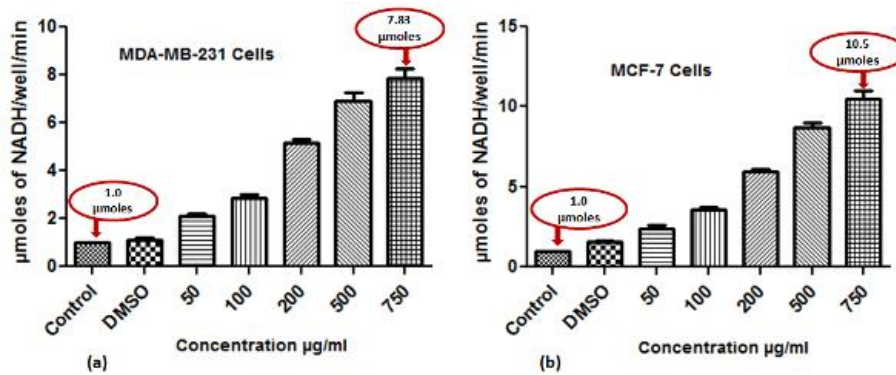 10
8
6
4
2
0
µmoles of NADH/well/min
MDA-MB-231 Cells
7.83
µmoles
1.0
µmoles
Control
DMSO
50
100
200
500
750
Concentration µg/ml
(a)
15
10
5
0
µmoles of NADH/well/min
MCF-7 Cells
10.5
µmoles
1.0
µmoles
Control
DMSO
50
100
200
500
750
Concentration µg/ml
(b)